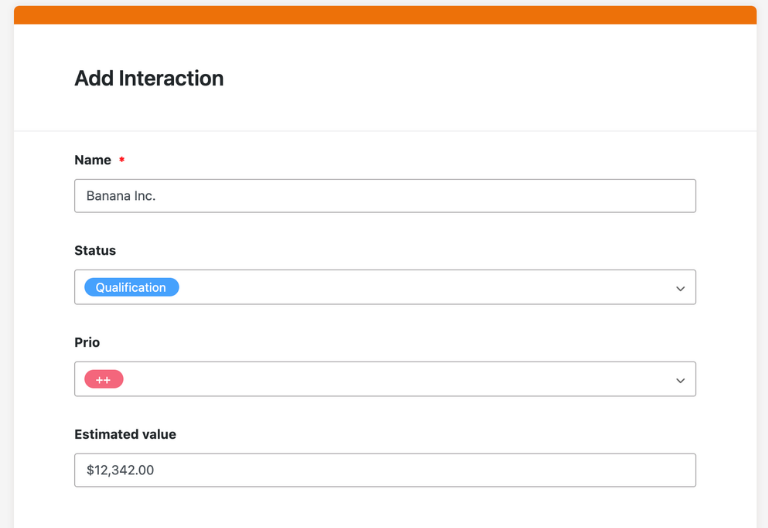 Add Interaction
Name *
Banana Inc.
Status
Qualification
Prio
++
Estimated value
$12,342.00